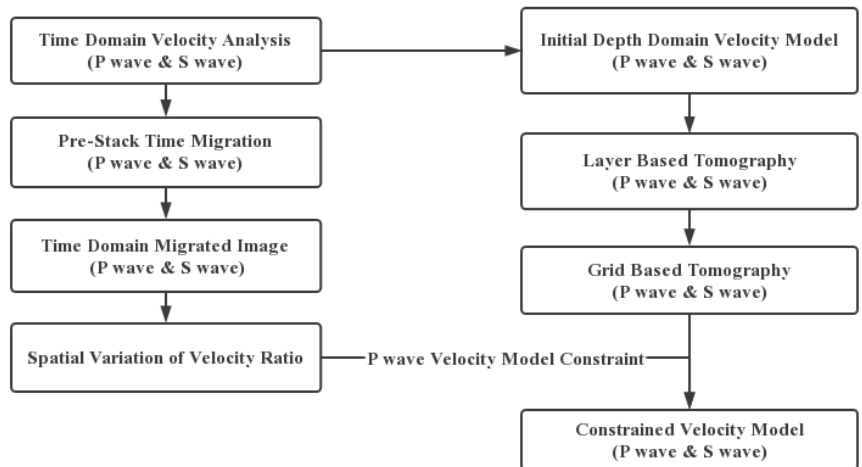 Time Domain Velocity Analysis
(P wave & S wave)
Pre-Stack Time Migration
(P wave & S wave)
Time Domain Migrated Image
(P wave & S wave)
Spatial Variation of Velocity Ratio
P wave Velocity Model Constraint
Initial Depth Domain Velocity Model
(P wave & S wave)
Layer Based Tomography
(P wave & S wave)
Grid Based Tomography
(P wave & S wave)
Constrained Velocity Model
(P wave & S wave)